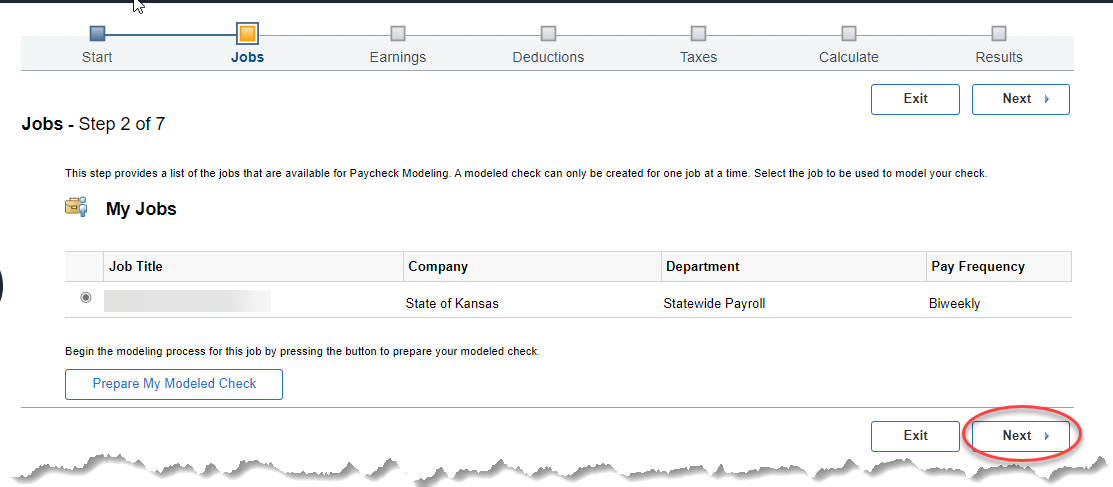 Start Jobs Earnings Deductions Taxes Calculate Results
Exit Next
Jobs - Step 2 of 7
This step provides a list of the jobs that are available for Paycheck Modeling. A modeled check can only be created for one job at a time. Select the job to be used to model your check.
My Jobs
Job Title Company Department Pay Frequency
State of Kansas Statewide Payroll Biweekly
Begin the modeling process for this job by pressing the button to prepare your modeled check.
Prepare My Modeled Check
Exit Next